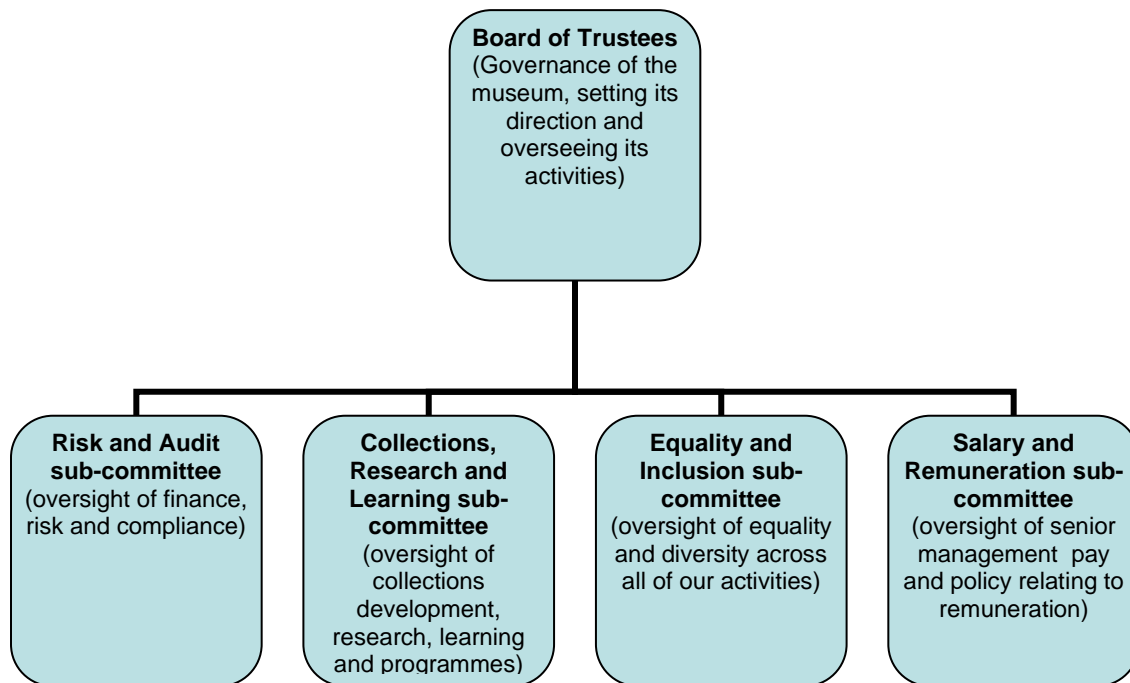 Board of Trustees
(Governance of the
museum, setting its
direction and
overseeing its
activities)
Risk and Audit
sub-committee
(oversight of finance,
risk and compliance)
Collections,
Research and
Learning sub-
committee
(oversight of
collections
development,
research, learning
and programmes)
Equality and
Inclusion sub-
committee
(oversight of equality
and diversity across
all of our activities)
Salary and
Remuneration sub-
committee
(oversight of senior
management  pay
and policy relating to
remuneration)